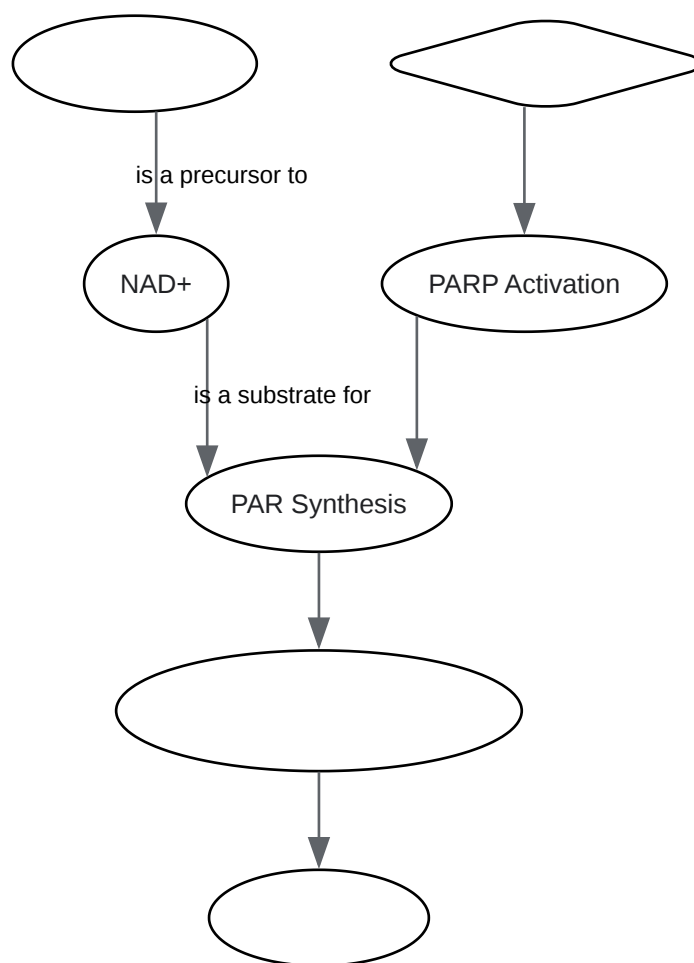 is a precursor to
NAD+
PARP Activation
is a substrate for
PAR Synthesis